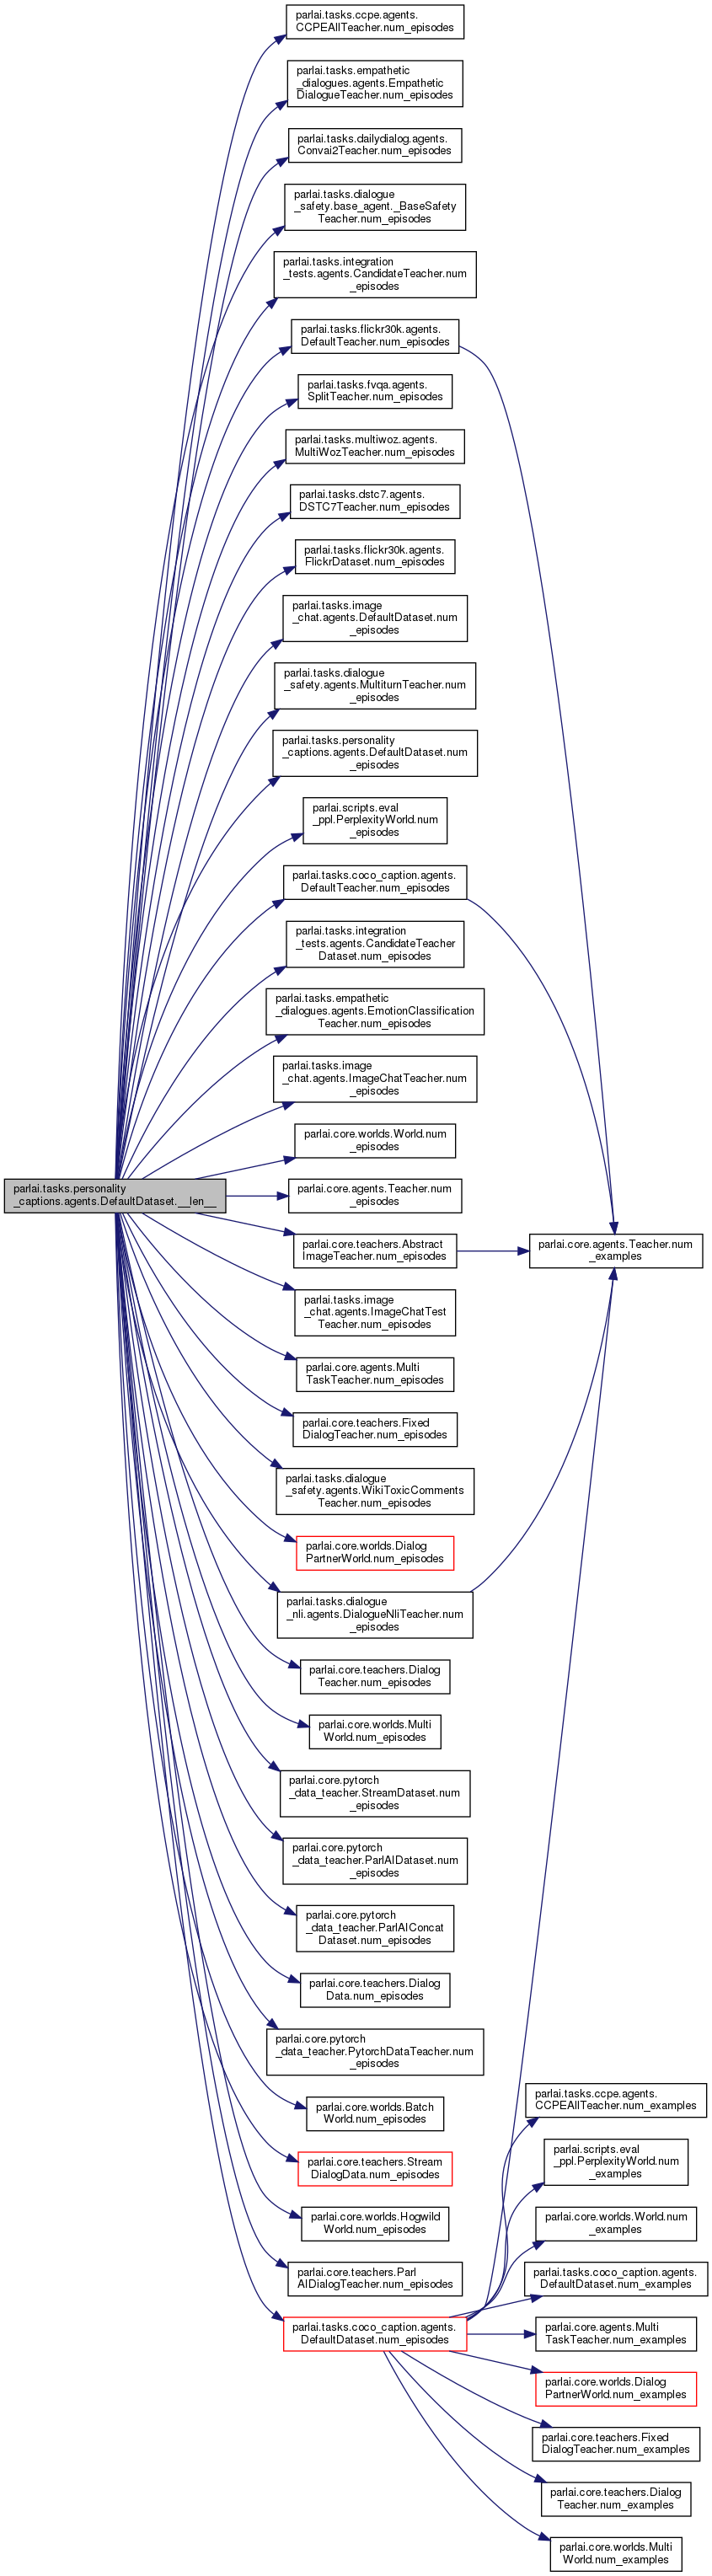 parlai.tasks.ccpe.agents.
CCPEAllTeacher.num_episodes
parlai.tasks.empathetic
_dialogues.agents.Empathetic
DialogueTeacher.num_episodes
parlai.tasks.dailydialog.agents.
Convai2Teacher.num_episodes
parlai.tasks.dialogue
_safety.base_agent._BaseSafety
Teacher.num_episodes
parlai.tasks.integration
_tests.agents.CandidateTeacher.num
_episodes
parlai.tasks.flickr30k.agents.
DefaultTeacher.num_episodes
parlai.tasks.fvqa.agents.
SplitTeacher.num_episodes
parlai.tasks.multiwoz.agents.
MultiWozTeacher.num_episodes
parlai.tasks.dstc7.agents.
DSTC7Teacher.num_episodes
parlai.tasks.flickr30k.agents.
FlickrDataset.num_episodes
parlai.tasks.image
_chat.agents.DefaultDataset.num
_episodes
parlai.tasks.dialogue
_safety.agents.MultiturnTeacher.num
_episodes
parlai.tasks.personality
_captions.agents.DefaultDataset.num
_episodes
parlai.scripts.eval
_ppl.PerplexityWorld.num
_episodes
parlai.tasks.coco_caption.agents.
DefaultTeacher.num_episodes
parlai.tasks.integration
_tests.agents.CandidateTeacher
Dataset.num_episodes
parlai.tasks.empathetic
_dialogues.agents.EmotionClassification
Teacher.num_episodes
parlai.tasks.image
_chat.agents.ImageChatTeacher.num
_episodes
parlai.core.worlds.World.num
_episodes
parlai.tasks.personality
_captions.agents.DefaultDataset.__len__
parlai.core.agents.Teacher.num
_episodes
parlai.core.teachers.Abstract
ImageTeacher.num_episodes
parlai.core.agents.Teacher.num
_examples
parlai.tasks.image
_chat.agents.ImageChatTest
Teacher.num_episodes
parlai.core.agents.Multi
TaskTeacher.num_episodes
parlai.core.teachers.Fixed
DialogTeacher.num_episodes
parlai.tasks.dialogue
_safety.agents.WikiToxicComments
Teacher.num_episodes
parlai.core.worlds.Dialog
PartnerWorld.num_episodes
parlai.tasks.dialogue
_nli.agents.DialogueNliTeacher.num
_episodes
parlai.core.teachers.Dialog
Teacher.num_episodes
parlai.core.worlds.Multi
World.num_episodes
parlai.core.pytorch
_data_teacher.StreamDataset.num
_episodes
parlai.core.pytorch
_data_teacher.ParlAIDataset.num
_episodes
parlai.core.pytorch
_data_teacher.ParlAIConcat
Dataset.num_episodes
parlai.core.teachers.Dialog
Data.num_episodes
parlai.core.pytorch
_data_teacher.PytorchDataTeacher.num
_episodes
parlai.core.worlds.Batch
World.num_episodes
parlai.core.teachers.Stream
DialogData.num_episodes
parlai.core.worlds.Hogwild
World.num_episodes
parlai.core.teachers.Parl
AIDialogTeacher.num_episodes
parlai.tasks.coco_caption.agents.
DefaultDataset.num_episodes
parlai.tasks.ccpe.agents.
CCPEAllTeacher.num_examples
parlai.scripts.eval
_ppl.PerplexityWorld.num
_examples
parlai.core.worlds.World.num
_examples
parlai.tasks.coco_caption.agents.
DefaultDataset.num_examples
parlai.core.agents.Multi
TaskTeacher.num_examples
parlai.core.worlds.Dialog
PartnerWorld.num_examples
parlai.core.teachers.Fixed
DialogTeacher.num_examples
parlai.core.teachers.Dialog
Teacher.num_examples
parlai.core.worlds.Multi
World.num_examples